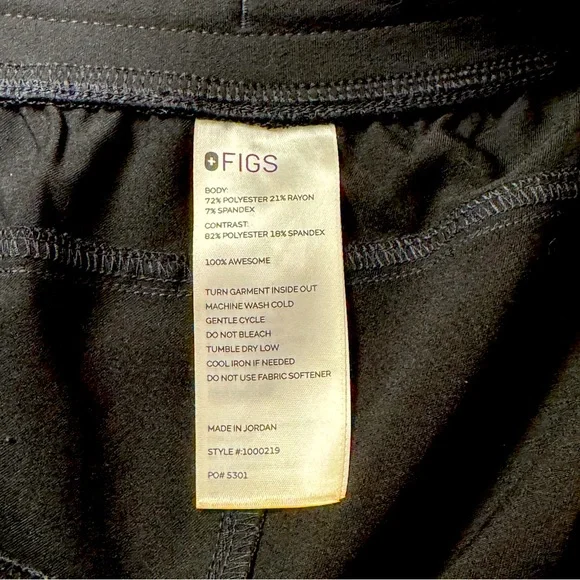 FIGS
BODY:
72% POLYESTER 21% RAYON
7% SPANDEX
CONTRAST:
82% POLYESTER 18% SPANDEX
100% AWESOME
TURN GARMENT INSIDE OUT
MACHINE WASH COLD
GENTLE CYCLE
DO NOT BLEACH
TUMBLE DRY LOW
COOL IRON IF NEEDED
DO NOT USE FABRIC SOFTENER
MADE IN JORDAN
STYLE #:1000219
PO# 5301